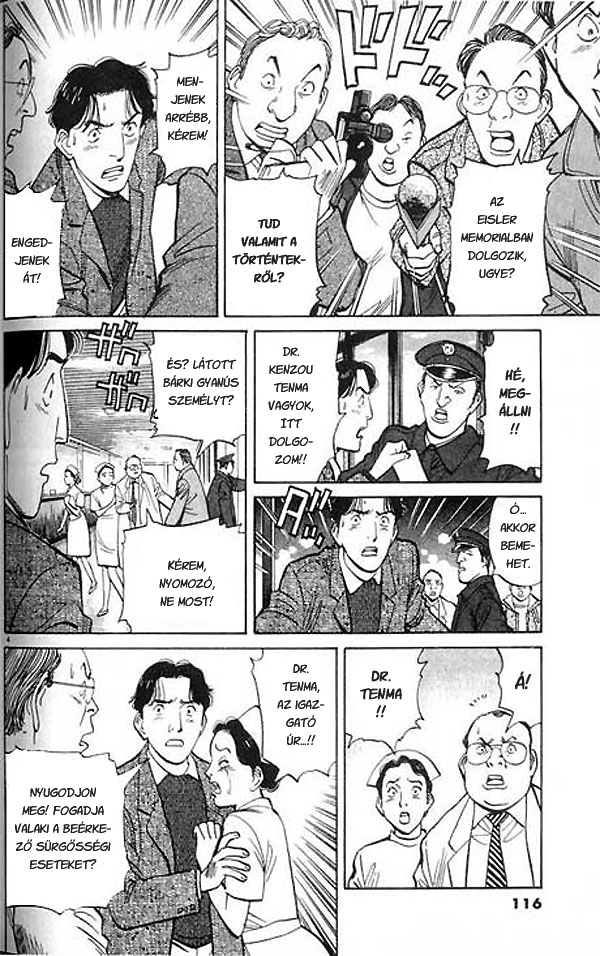 AZ
EISLER
MEMORIALBAN
DOLGOZIK,
UGYE?
TUD
VALAMIT A
TÖRTÉNTEK-
RŐL?
MEN-
JENEK
ARRÉBB,
KÉREM!
ENGED-
JENEK
ÁT!
HÉ,
MEG-
ÁLLNI
!!
DR.
KENZOU
TENMA
VAGYOK,
ITT
DOLGO-
ZOM!!
Ó...
AKKOR
BEME-
HET.
ÉS? LÁTOTT
BÁRKI GYANÚS
SZEMÉLYT?
KÉREM,
NYOMOZÓ,
NE MOST!
Á!
DR.
TENMA
!!
DR.
TENMA,
AZ IGAZ-
GATÓ
ÚR...!!
NYUGODJON
MEG! FOGADJA
VALAKI A BEÉRKE-
ZŐ SÜRGŐSSÉGI
ESETEKET?
116